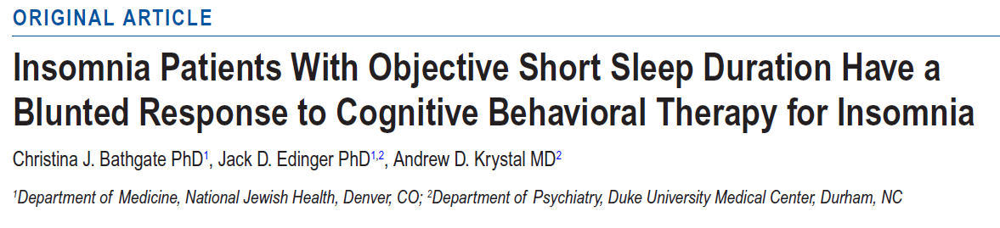 ORIGINAL ARTICLE
Insomnia Patients With Objective Short Sleep Duration Have a
Blunted Response to Cognitive Behavioral Therapy for Insomnia
Christina J. Bathgate PhD1, Jack D. Edinger PhD1,2, Andrew D. Krystal MD2
1Department of Medicine, National Jewish Health, Denver, CO; 2Department of Psychiatry, Duke University Medical Center, Durham, NC